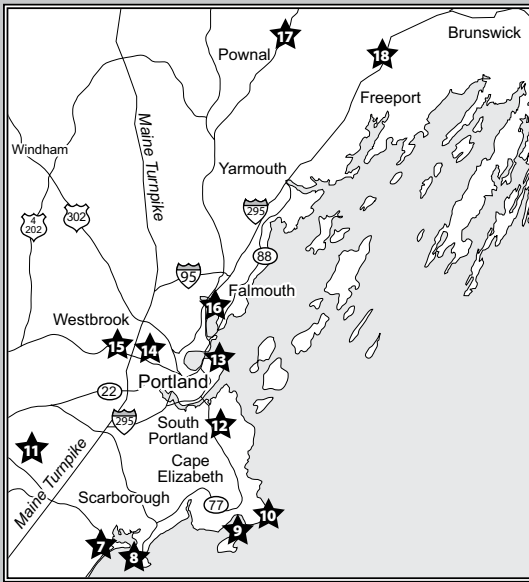 Brunswick
17
Pownal
18
Freeport
Maine Turnpike
Windham
Yarmouth
4
202
302
295
88
95
16
Falmouth
Westbrook
15
14
13
Portland
22
295
12
South
Portland
11
Cape
Elizabeth
Maine Turnpike
Scarborough
77
10
9
7
8